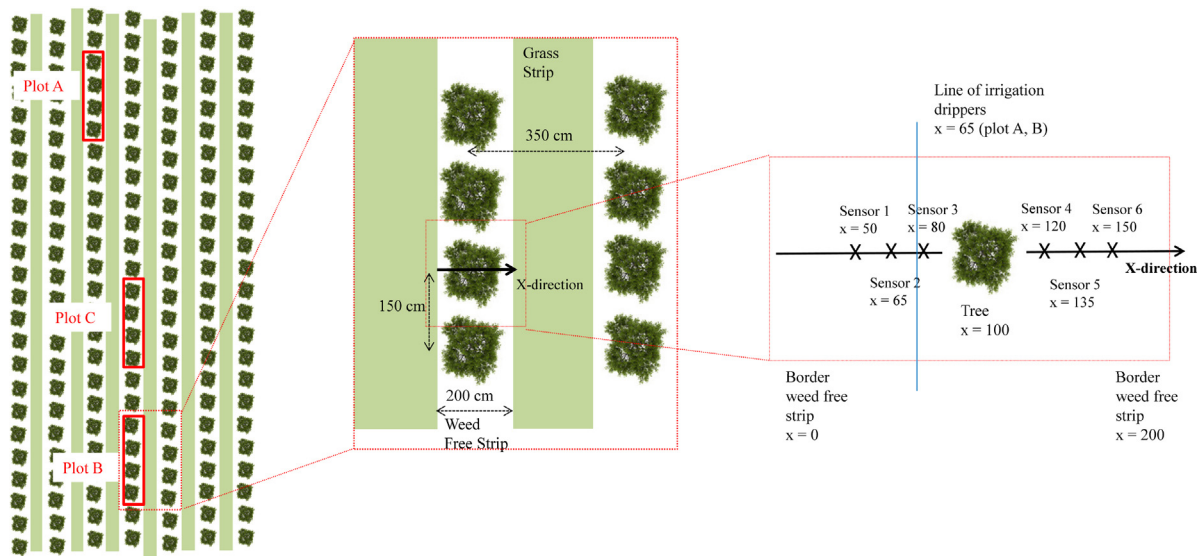 Plot A
Plot C
Plot B
Grass
Strip
350 cm
X-direction
150 cm
200 cm
Weed
Free Strip
Line of irrigation
drippers
x = 65 (plot A, B)
Sensor 1
x = 50
Sensor 3
x = 80
Sensor 4
x = 120
Sensor 6
x = 150
Sensor 2
x = 65
Sensor 5
x = 135
X-direction
Tree
x = 100
Border
weed free
strip
x = 0
Border
weed free
strip
x = 200